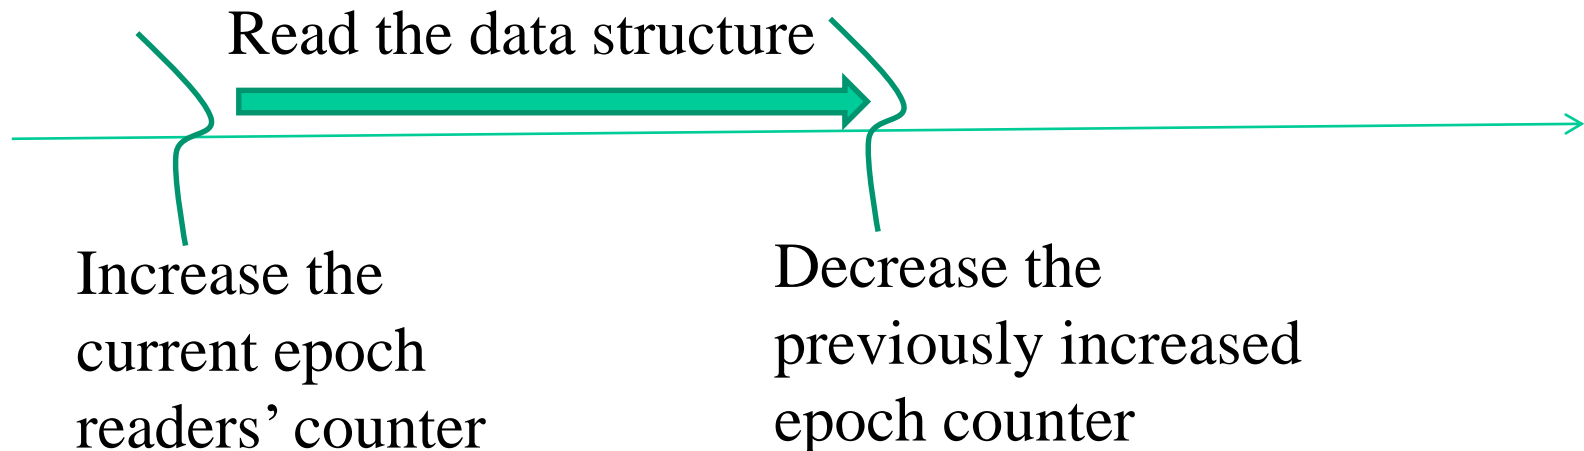 Read the data structure
Increase the
current epoch
readers’ counter
Decrease the
previously increased
epoch counter